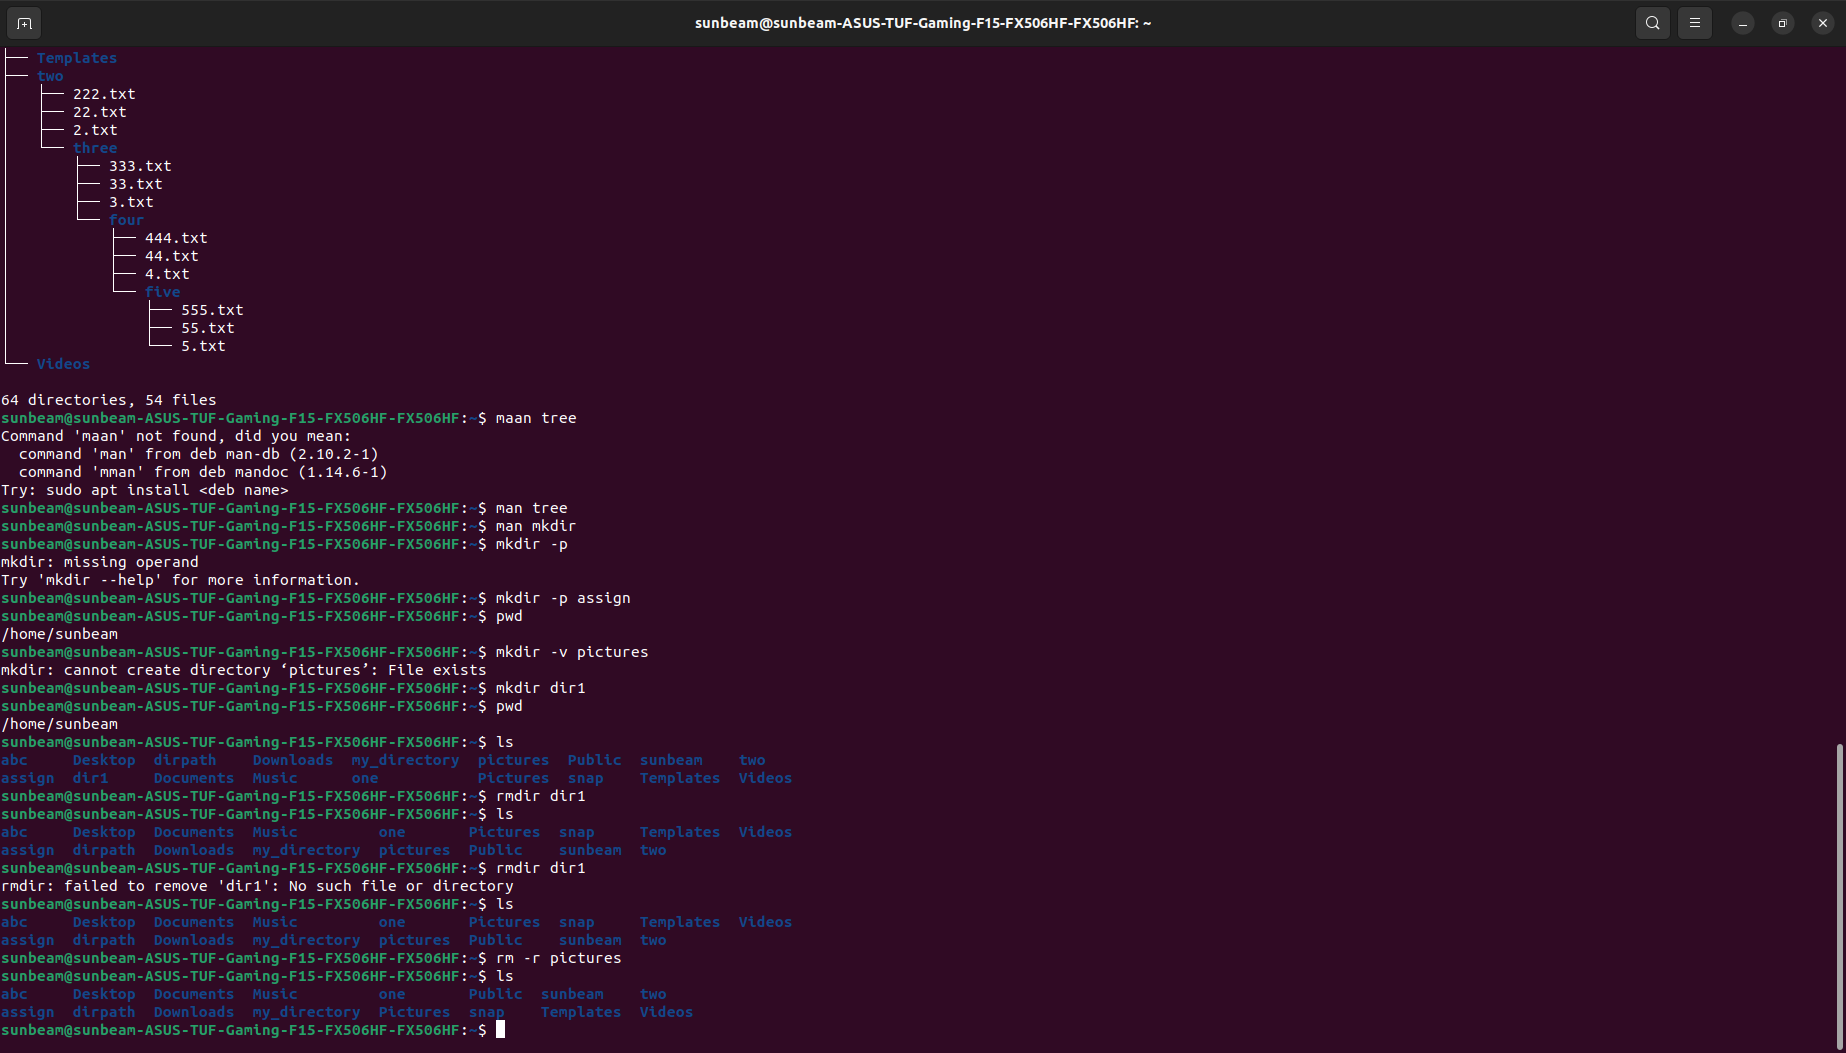 sunbeam@sunbeam-ASUS-TUF-Gaming-F15-FX506HF-FX506HF: ~
├── Templates
├── two
│   ├── 222.txt
│   ├── 22.txt
│   ├── 2.txt
│   └── three
│       ├── 333.txt
│       ├── 33.txt
│       ├── 3.txt
│       └── four
│           ├── 444.txt
│           ├── 44.txt
│           ├── 4.txt
│           └── five
│               ├── 555.txt
│               ├── 55.txt
│               └── 5.txt
└── Videos
64 directories, 54 files
sunbeam@sunbeam-ASUS-TUF-Gaming-F15-FX506HF-FX506HF:~$ maan tree
Command 'maan' not found, did you mean:
  command 'man' from deb man-db (2.10.2-1)
  command 'mman' from deb mandoc (1.14.6-1)
Try: sudo apt install <deb name>
sunbeam@sunbeam-ASUS-TUF-Gaming-F15-FX506HF-FX506HF:~$ man tree
sunbeam@sunbeam-ASUS-TUF-Gaming-F15-FX506HF-FX506HF:~$ man mkdir
sunbeam@sunbeam-ASUS-TUF-Gaming-F15-FX506HF-FX506HF:~$ mkdir -p
mkdir: missing operand
Try 'mkdir --help' for more information.
sunbeam@sunbeam-ASUS-TUF-Gaming-F15-FX506HF-FX506HF:~$ mkdir -p assign
sunbeam@sunbeam-ASUS-TUF-Gaming-F15-FX506HF-FX506HF:~$ pwd
/home/sunbeam
sunbeam@sunbeam-ASUS-TUF-Gaming-F15-FX506HF-FX506HF:~$ mkdir -v pictures
mkdir: cannot create directory ‘pictures’: File exists
sunbeam@sunbeam-ASUS-TUF-Gaming-F15-FX506HF-FX506HF:~$ mkdir dir1
sunbeam@sunbeam-ASUS-TUF-Gaming-F15-FX506HF-FX506HF:~$ pwd
/home/sunbeam
sunbeam@sunbeam-ASUS-TUF-Gaming-F15-FX506HF-FX506HF:~$ ls
abc     Desktop  dirpath    Downloads  my_directory  pictures  Public  sunbeam    two
assign  dir1     Documents  Music      one           Pictures  snap    Templates  Videos
sunbeam@sunbeam-ASUS-TUF-Gaming-F15-FX506HF-FX506HF:~$ rmdir dir1
sunbeam@sunbeam-ASUS-TUF-Gaming-F15-FX506HF-FX506HF:~$ ls
abc     Desktop  Documents  Music         one       Pictures  snap     Templates  Videos
assign  dirpath  Downloads  my_directory  pictures  Public    sunbeam  two
sunbeam@sunbeam-ASUS-TUF-Gaming-F15-FX506HF-FX506HF:~$ rmdir dir1
rmdir: failed to remove 'dir1': No such file or directory
sunbeam@sunbeam-ASUS-TUF-Gaming-F15-FX506HF-FX506HF:~$ ls
abc     Desktop  Documents  Music         one       Pictures  snap     Templates  Videos
assign  dirpath  Downloads  my_directory  pictures  Public    sunbeam  two
sunbeam@sunbeam-ASUS-TUF-Gaming-F15-FX506HF-FX506HF:~$ rm -r pictures
sunbeam@sunbeam-ASUS-TUF-Gaming-F15-FX506HF-FX506HF:~$ ls
abc     Desktop  Documents  Music         one       Public  sunbeam    two
assign  dirpath  Downloads  my_directory  Pictures  snap    Templates  Videos
sunbeam@sunbeam-ASUS-TUF-Gaming-F15-FX506HF-FX506HF:~$